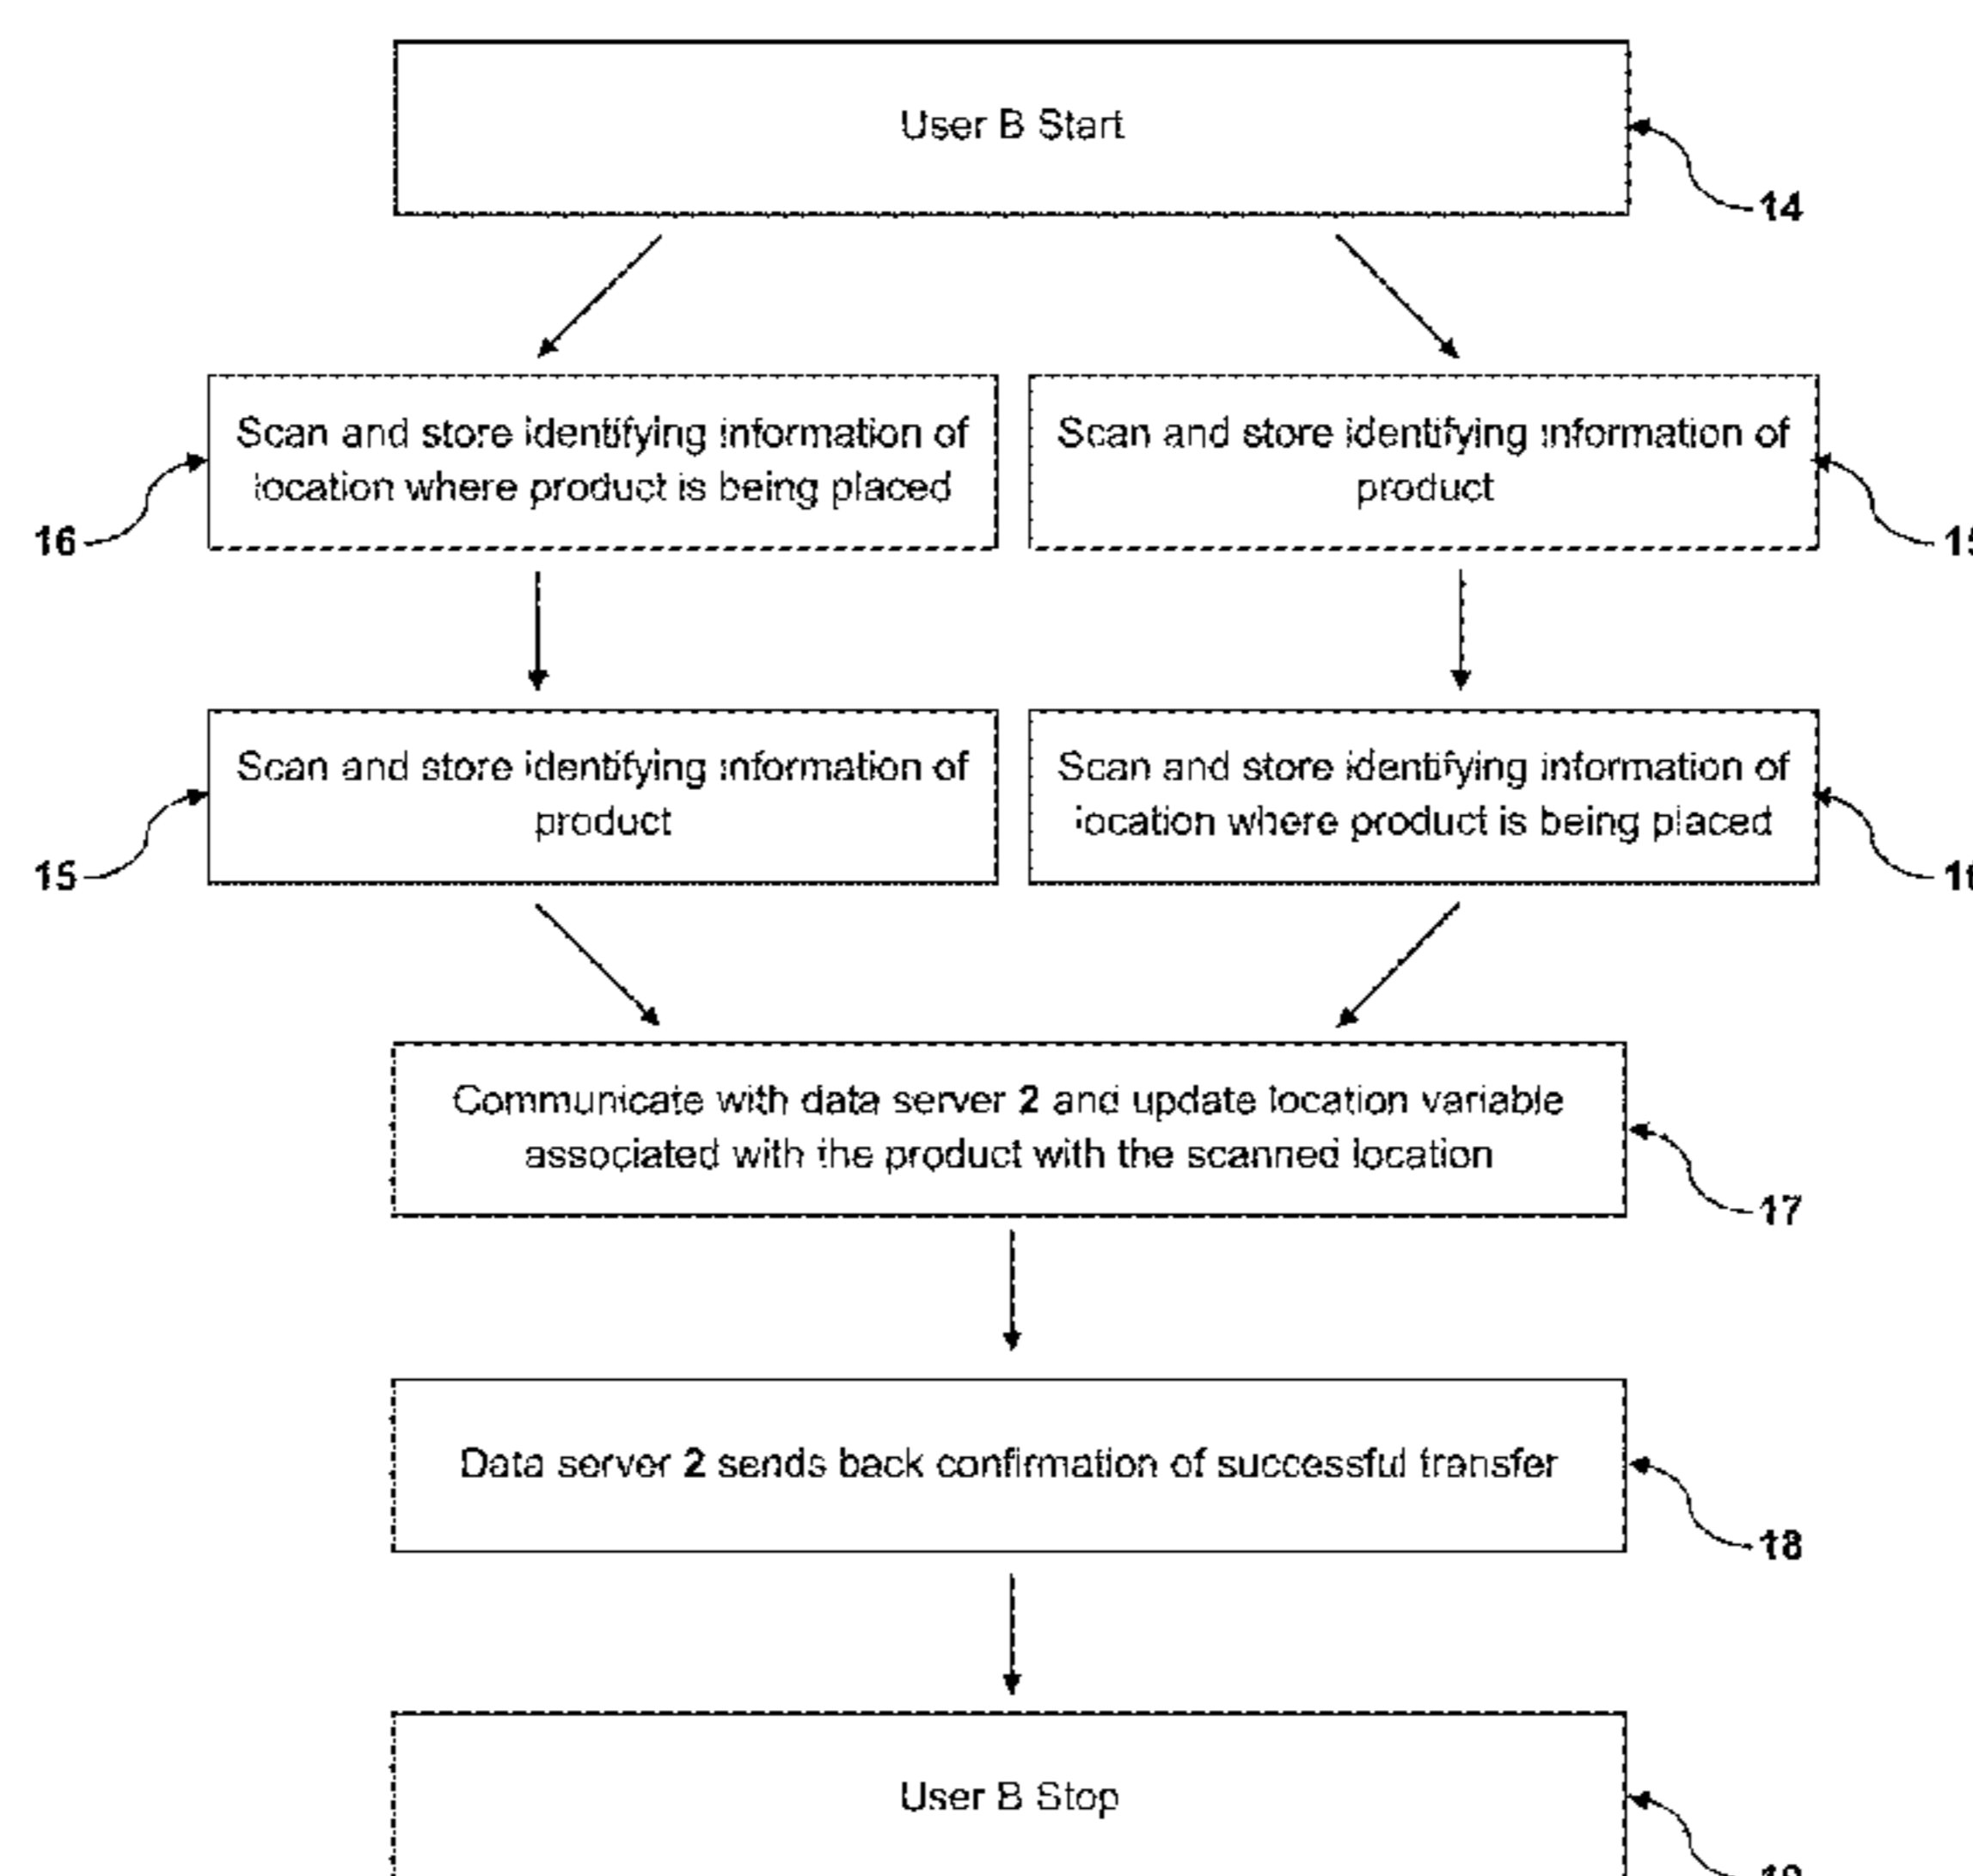 User B Start
14
Scan and store identifying information of
location where product is being placed
16
Scan and store identifying information of
product
Scan and store identifying information of
product
15
Scan and store identifying information of
location where product is being placed
Communicate with data server 2 and update location variable
associated with the product with the scanned location
17
Data server 2 sends back confirmation of successful transfer
18
User B Stop